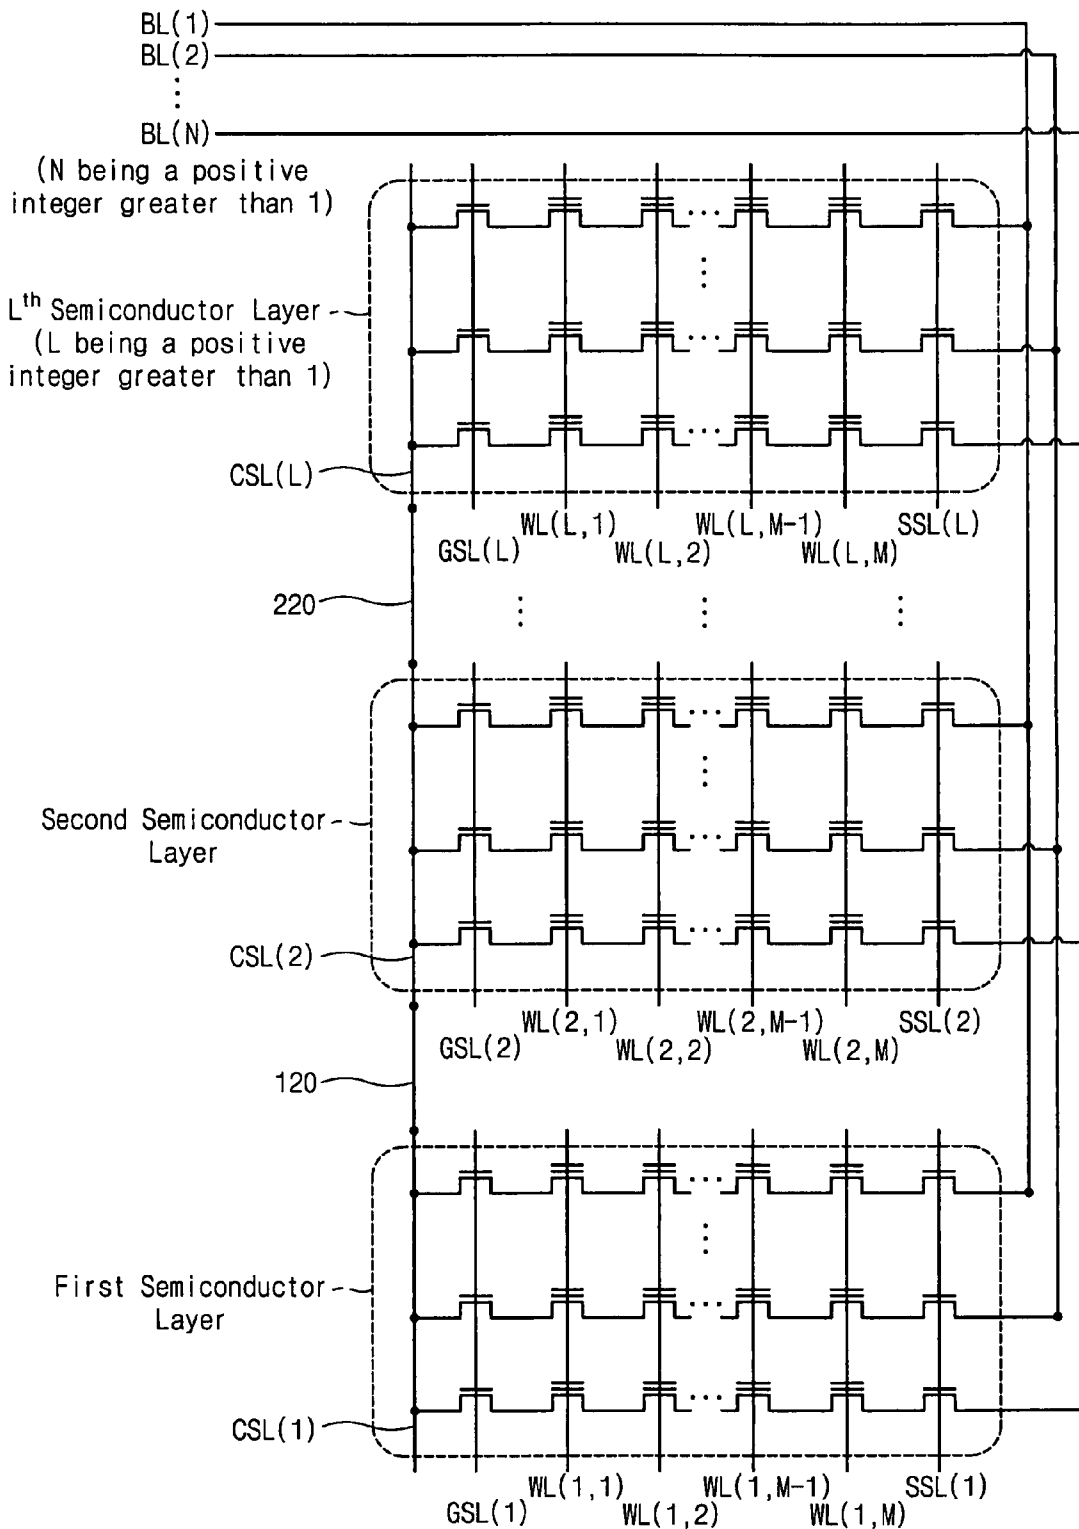 BL(1)
BL(2)
BL(N)
(N being a positive
integer greater than 1)
Lth Semiconductor Layer
(L being a positive
integer greater than 1)
CSL(L)
WL(L,1) WL(L,M-1) SSL(L)
GSL(L) WL(L,2) WL(L,M)
220
Second Semiconductor
Layer
CSL(2)
WL(2,1) WL(2,M-1) SSL(2)
GSL(2) WL(2,2) WL(2,M)
120
First Semiconductor
Layer
CSL(1)
WL(1,1) WL(1,M-1) SSL(1)
GSL(1) WL(1,2) WL(1,M)